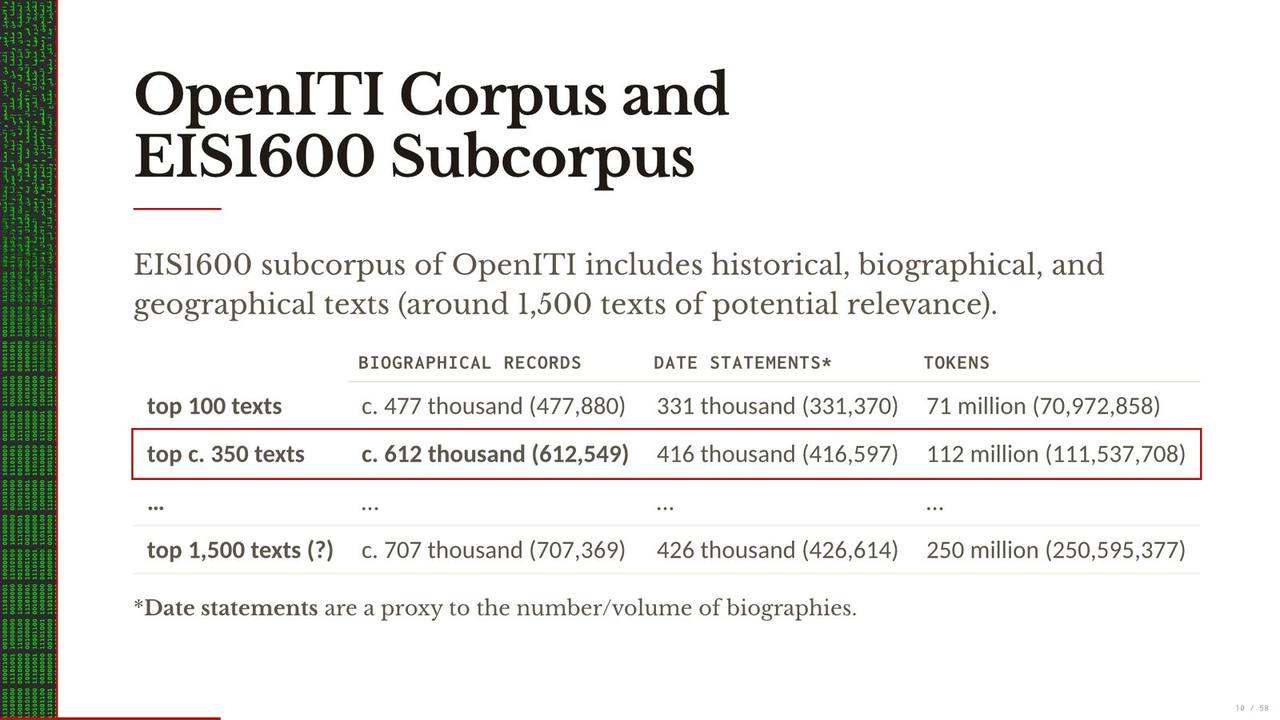 OpenITI Corpus and
EIS1600 Subcorpus
EIS1600 subcorpus of OpenITI includes historical, biographical, and
geographical texts (around 1,500 texts of potential relevance).
BIOGRAPHICAL RECORDS DATE STATEMENTS* TOKENS
top 100 texts c. 477 thousand (477,880) 331 thousand (331,370) 71 million (70,972,858)
top c. 350 texts c. 612 thousand (612,549) 416 thousand (416,597) 112 million (111,537,708)
... ... ... ...
top 1,500 texts (?) c. 707 thousand (707,369) 426 thousand (426,614) 250 million (250,595,377)
*Date statements are a proxy to the number/volume of biographies.
10 / 58